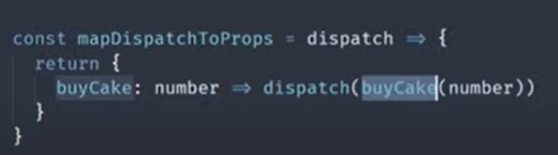 const mapDispatchToProps = dispatch => {
return {
buyCake: number => dispatch(buyCake(number))
}
}